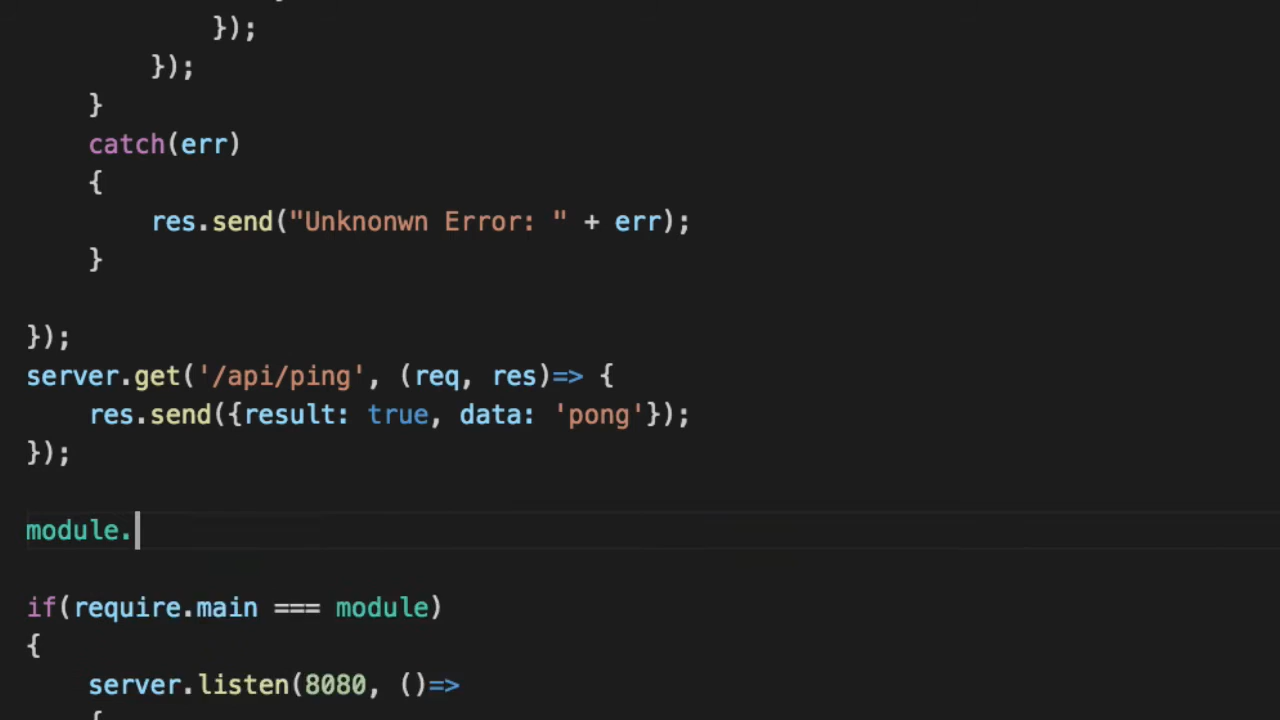 });
});
}
catch(err)
{
res.send("Unknonwn Error: " + err);
}
});
server.get('/api/ping', (req, res)=> {
res.send({result: true, data: 'pong'});
});
module.
if(require.main === module)
{
server.listen(8080, ()=>
{